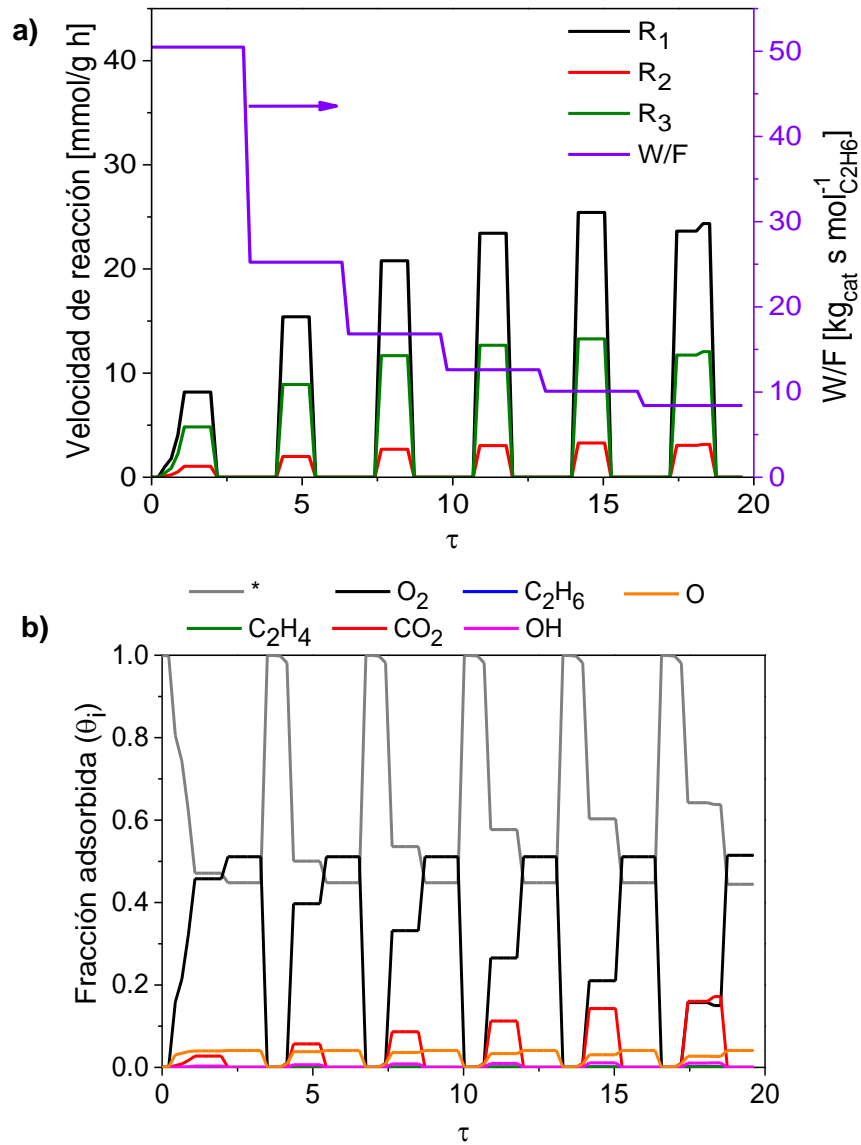 a)
Velocidad de reacción [mmol/g h]
40
30
20
10
0
R1
R2
R3
W/F
50
40
30
20
10
0
W/F [kgcat s mol-1C2H6]
0 5 10 15 20
τ
* O2 C2H6 O
b)
C2H4 CO2 OH
Fracción adsorbida (θi)
1.0
0.8
0.6
0.4
0.2
0.0
0 5 10 15 20
τ